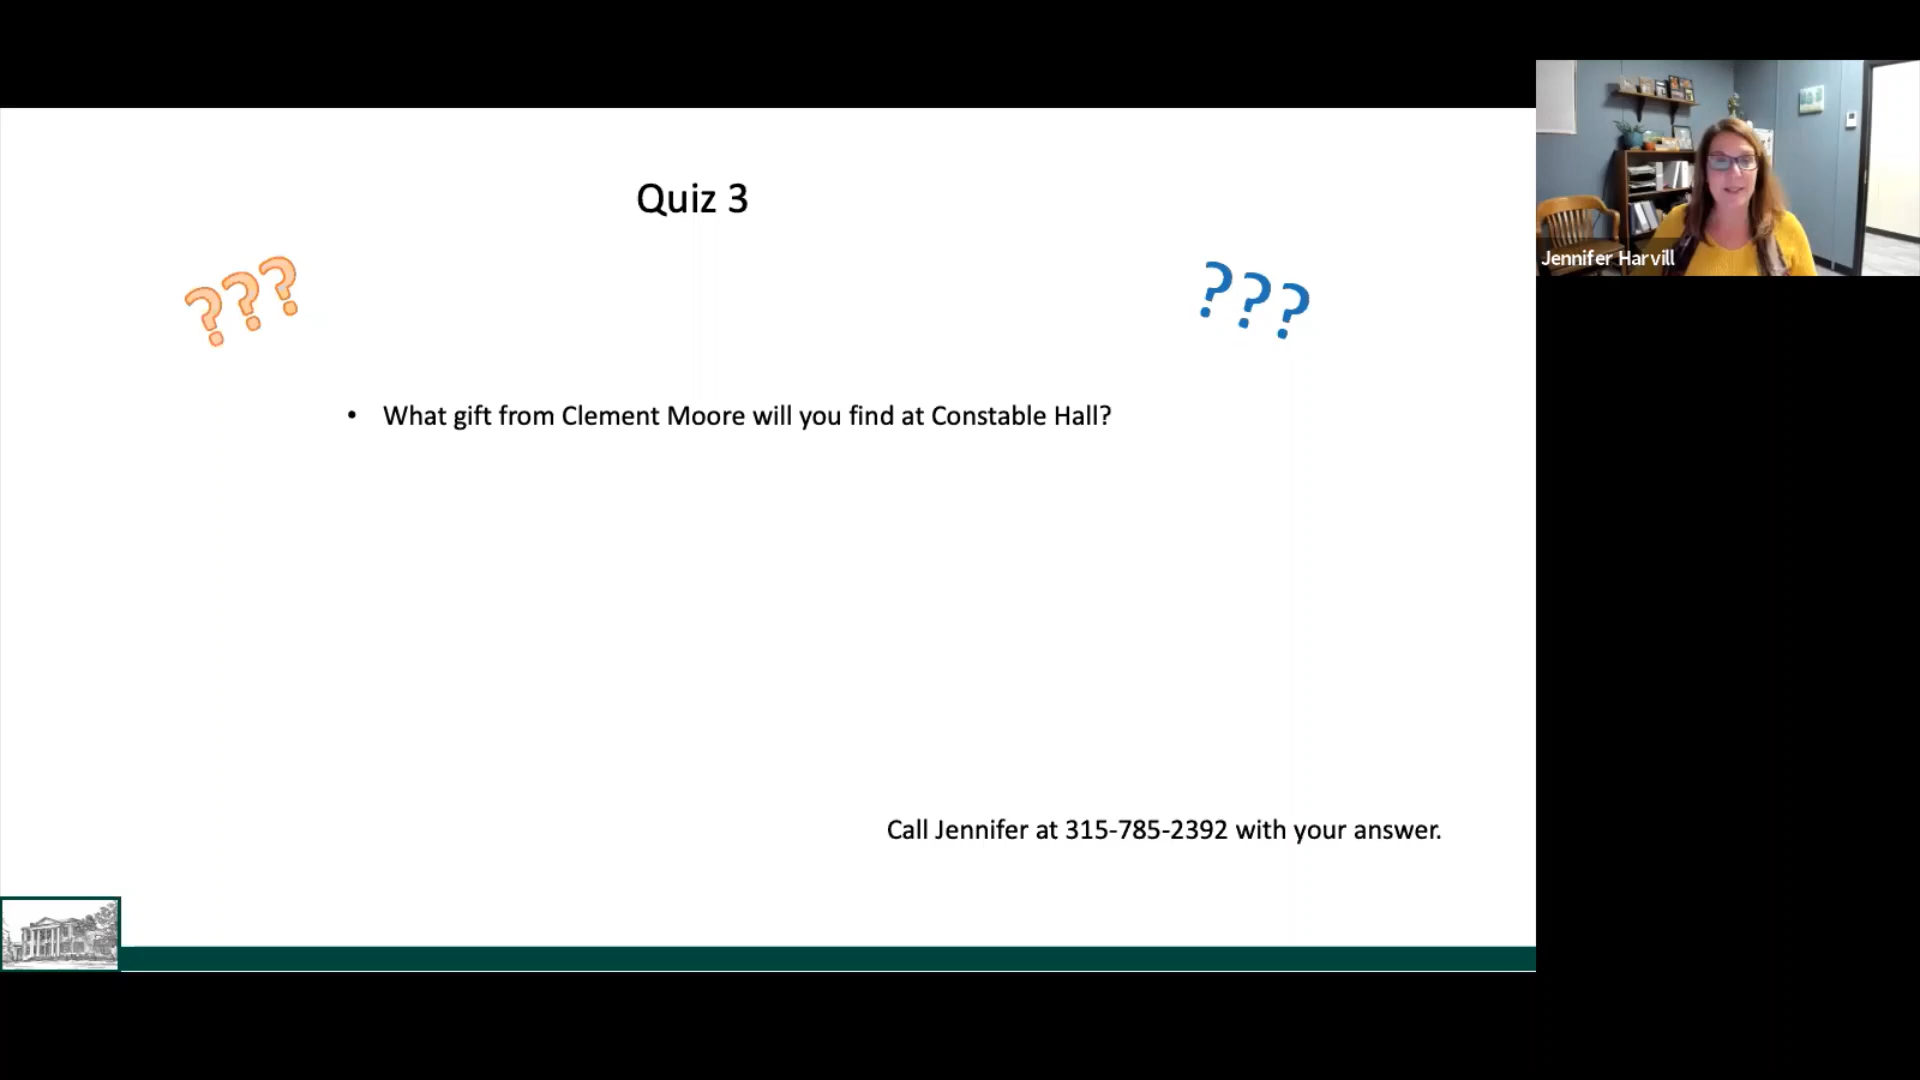 Quiz 3
???
???
• What gift from Clement Moore will you find at Constable Hall?
Call Jennifer at 315-785-2392 with your answer.
Jennifer Harvill